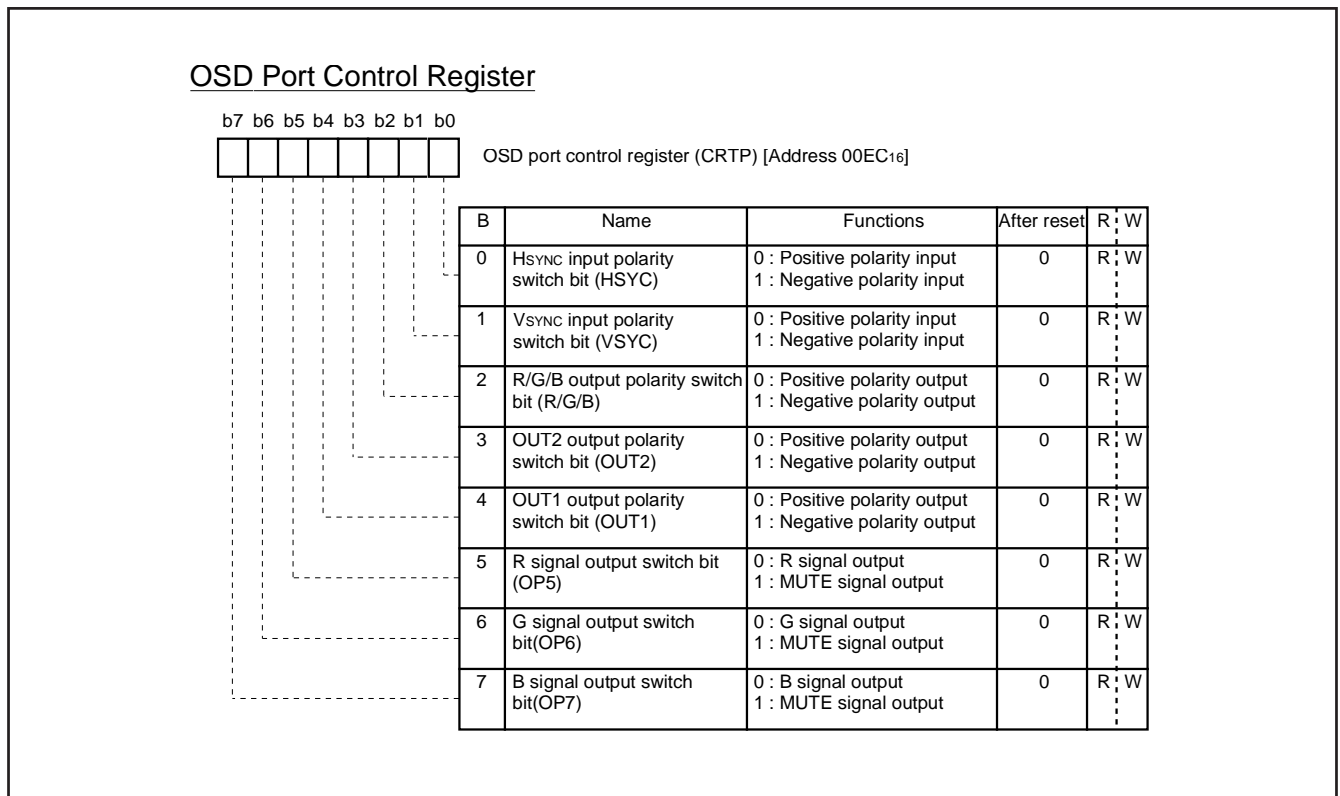 OSD Port Control Register
b7 b6 b5 b4 b3 b2 b1 b0
OSD port control register (CRTP) [Address 00EC16]
B Name Functions After reset R W
0 HSYNC input polarity switch bit (HSYC) 0 : Positive polarity input 1 : Negative polarity input 0 R W
1 VSYNC input polarity switch bit (VSYC) 0 : Positive polarity input 1 : Negative polarity input 0 R W
2 R/G/B output polarity switch bit (R/G/B) 0 : Positive polarity output 1 : Negative polarity output 0 R W
3 OUT2 output polarity switch bit (OUT2) 0 : Positive polarity output 1 : Negative polarity output 0 R W
4 OUT1 output polarity switch bit (OUT1) 0 : Positive polarity output 1 : Negative polarity output 0 R W
5 R signal output switch bit (OP5) 0 : R signal output 1 : MUTE signal output 0 R W
6 G signal output switch bit(OP6) 0 : G signal output 1 : MUTE signal output 0 R W
7 B signal output switch bit(OP7) 0 : B signal output 1 : MUTE signal output 0 R W